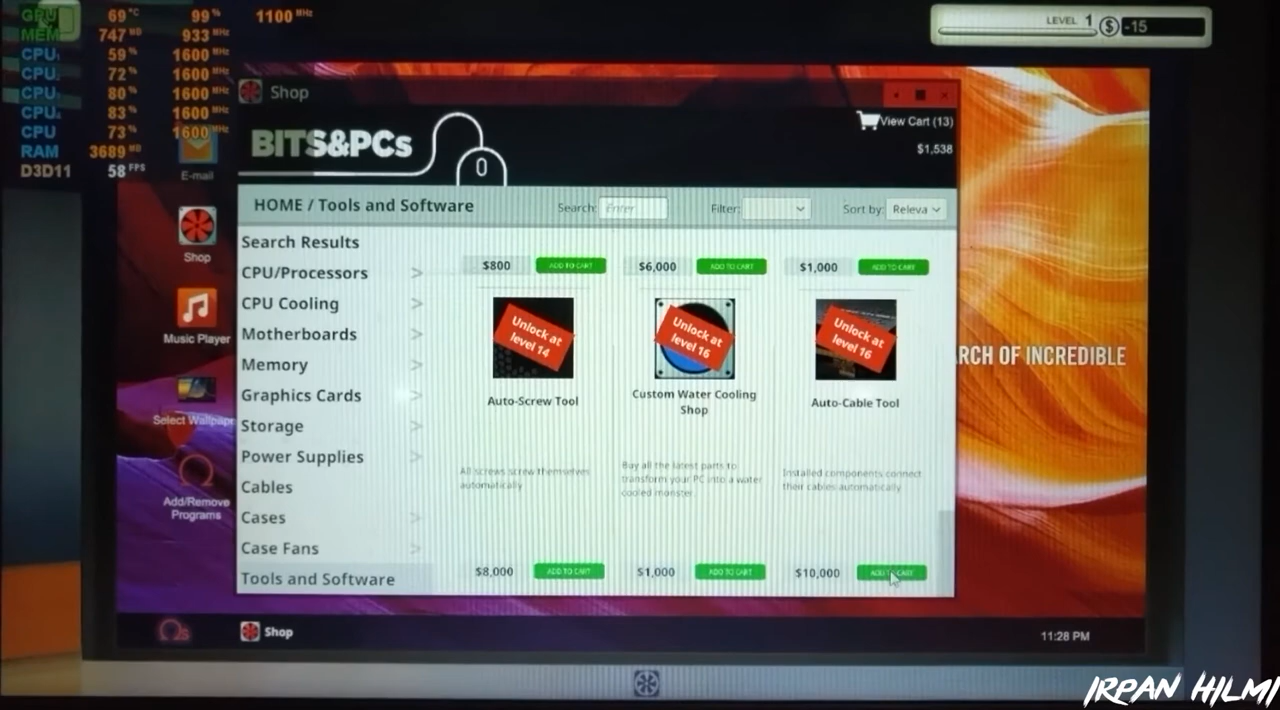 GPU 69 °C 99 % 1100 MHz
MEM 747 MB 933 MHz
CPU₁ 59 % 1600 MHz
CPU₂ 72 % 1600 MHz
CPU₃ 80 % 1600 MHz
CPU₄ 83 % 1600 MHz
CPU 73 % 1600 MHz
RAM 3689 MB
D3D11 58 FPS
LEVEL 1 $ -15
Shop
BITS&PCs
View Cart (13)
$1,538
E-mail
Shop
Music Player
Select Wallpap
Add/Remove
Programs
HOME / Tools and Software
Search: Enter
Filter:
Sort by: Releva
Search Results
CPU/Processors >
CPU Cooling >
Motherboards >
Memory >
Graphics Cards >
Storage >
Power Supplies >
Cables
Cases >
Case Fans >
Tools and Software
$800 ADD TO CART
$6,000 ADD TO CART
$1,000 ADD TO CART
Unlock at
level 14
Auto-Screw Tool
All screws screw themselves
automatically
$8,000 ADD TO CART
Unlock at
level 16
Custom Water Cooling
Shop
Buy all the latest parts to
transform your PC into a water
cooled monster.
$1,000 ADD TO CART
Unlock at
level 16
Auto-Cable Tool
Installed components connect
their cables automatically
$10,000 ADD TO CART
RCH OF INCREDIBLE
Shop
11:28 PM
IRPAN HILMI